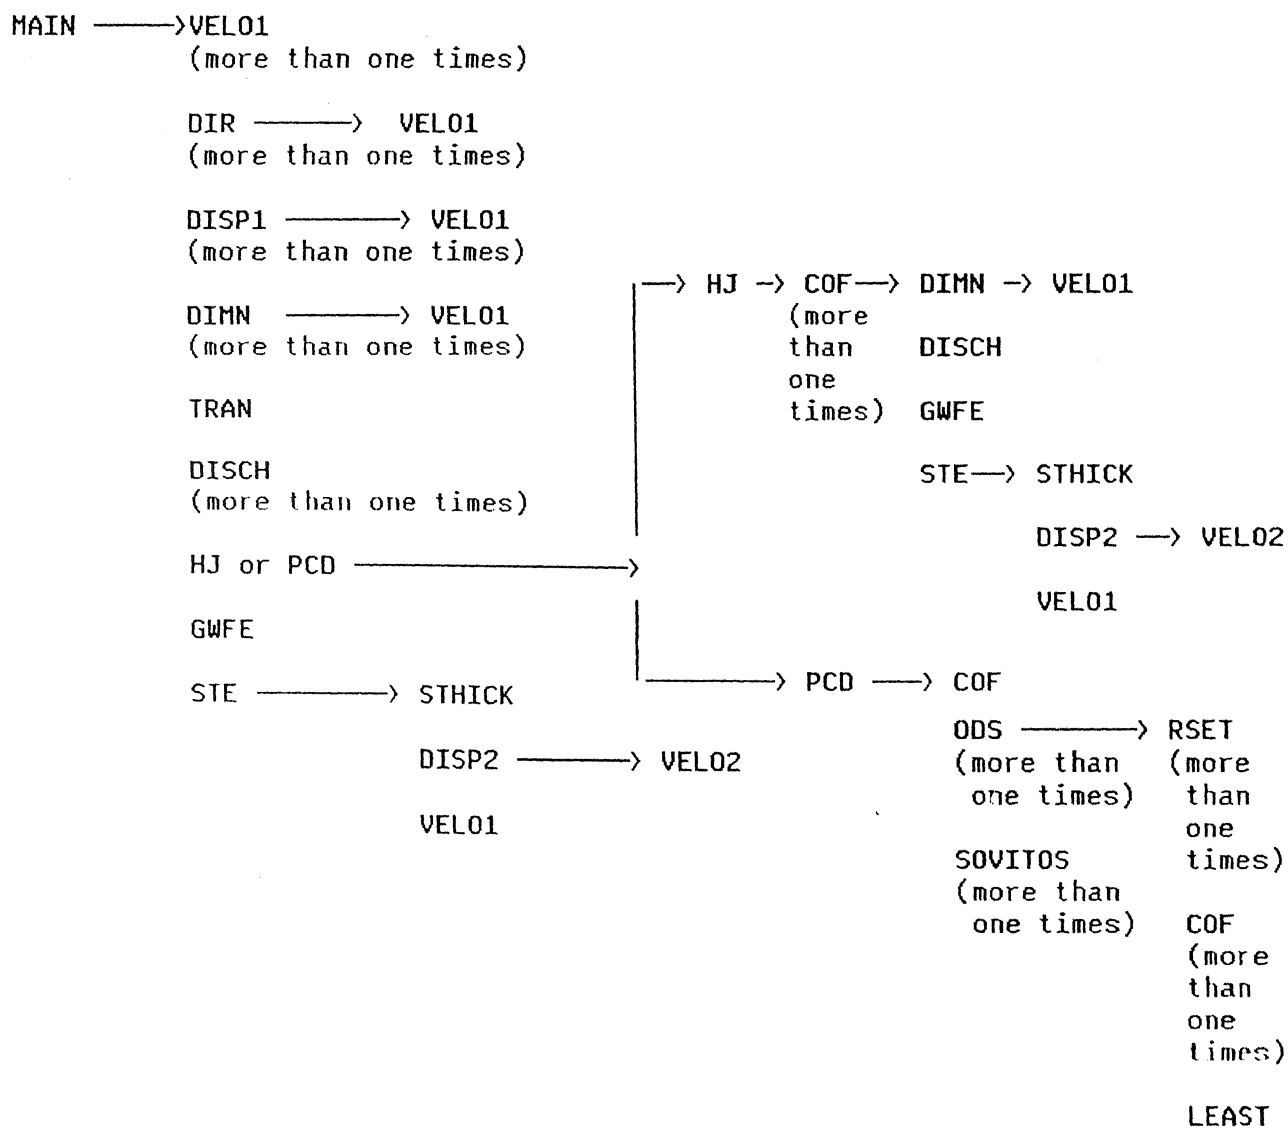 MAIN ———>VELO1
(more than one times)
DIR ———> VELO1
(more than one times)
DISP1 ———> VELO1
(more than one times)
DIMN ———> VELO1
(more than one times)
TRAN
DISCH
(more than one times)
HJ or PCD ———>
GWFE
STE ———> STHICK
DISP2 ———> VELO2
VELO1
—> HJ —> COF—> DIMN —> VELO1
(more
than
one
times)
DISCH
GWFE
STE—> STHICK
DISP2 —> VELO2
VELO1
———> PCD ——> COF
ODS ———> RSET
(more than
one times)
(more
than
one
times)
SOVITOS
(more than
one times)
COF
(more
than
one
times)
LEAST